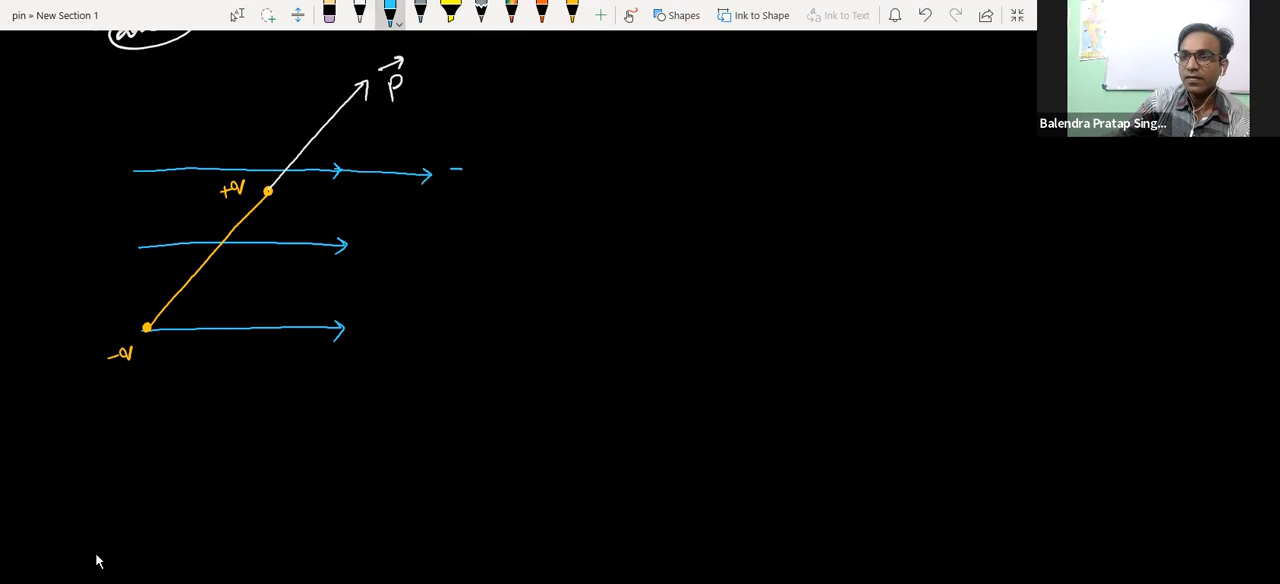 pin » New Section 1
Shapes
Ink to Shape
Ink to Text
Balendra Pratap Sing...
P
+q
-q